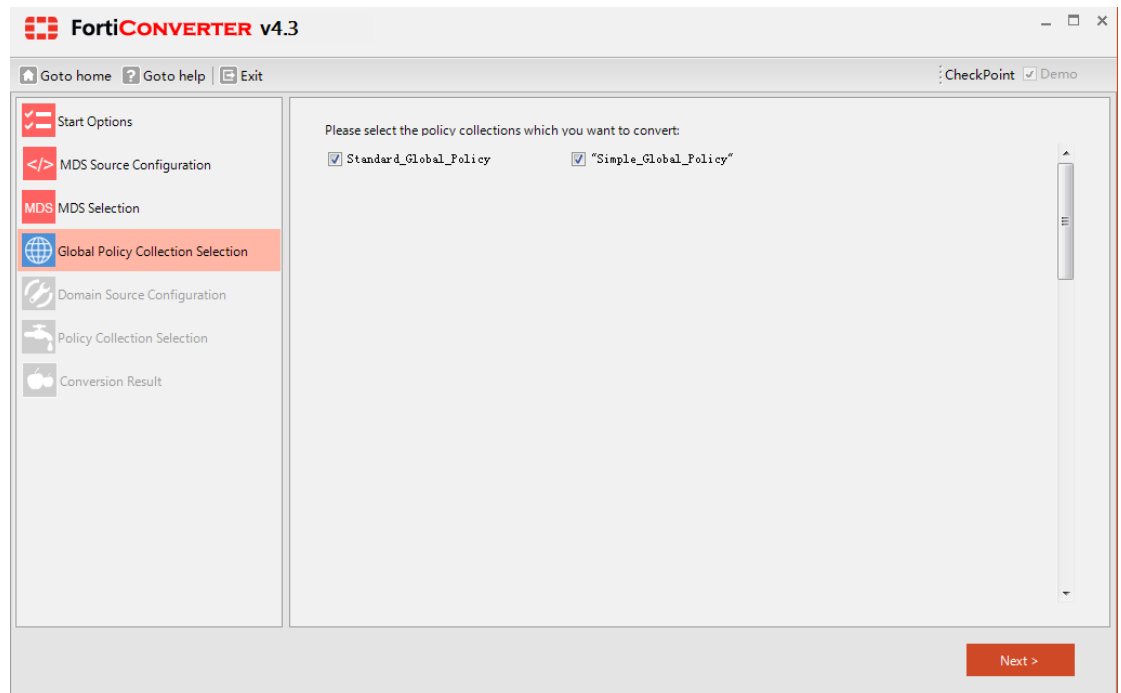 FortiCONVERTER v4.3
Goto home ? Goto help Exit
CheckPoint Demo
Start Options
</> MDS Source Configuration
MDS MDS Selection
Global Policy Collection Selection
Domain Source Configuration
Policy Collection Selection
Conversion Result
Please select the policy collections which you want to convert:
Standard_Global_Policy "Simple_Global_Policy"
Next >